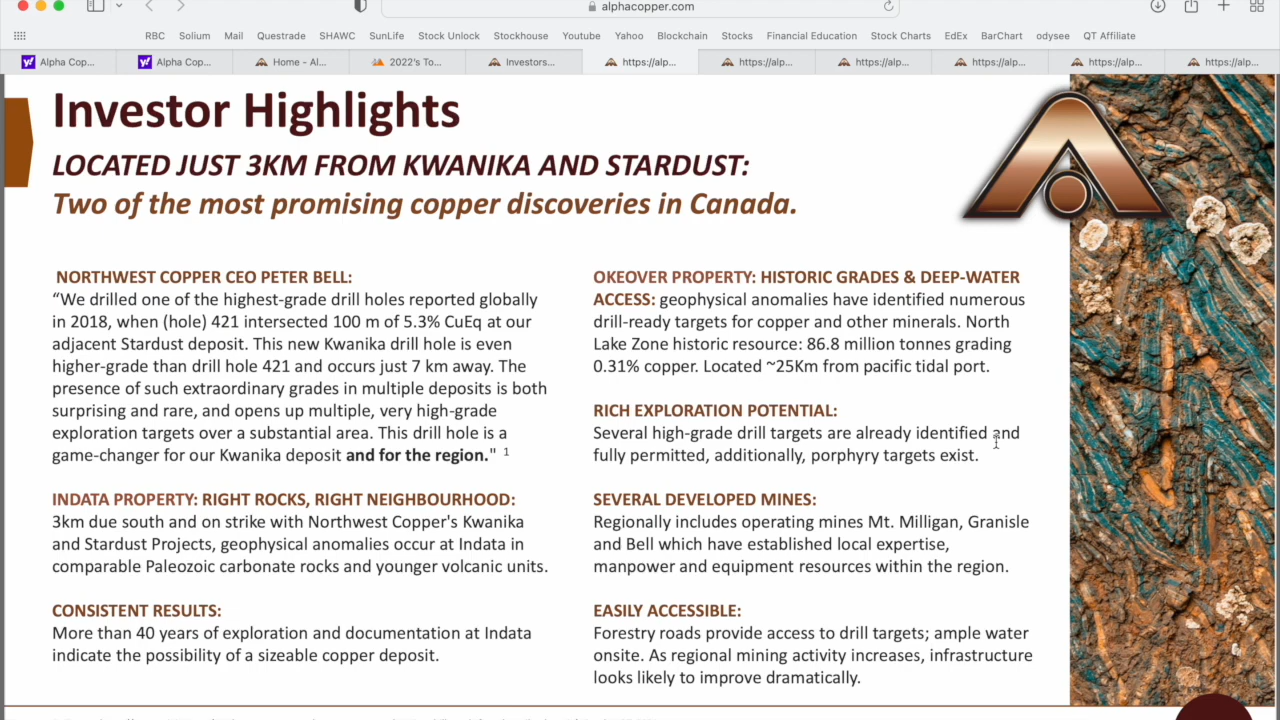 alphacopper.com
RBC Solium Mail Questrade SHAWC SunLife Stock Unlock Stockhouse Youtube Yahoo Blockchain Stocks Financial Education Stock Charts EdEx BarChart odysee QT Affiliate
Alpha Cop... Alpha Cop... Home - Al... 2022's To... Investors... https://alp... https://alp... https://alp... https://alp... https://alp... https://alp...
Investor Highlights
LOCATED JUST 3KM FROM KWANIKA AND STARDUST:
Two of the most promising copper discoveries in Canada.
NORTHWEST COPPER CEO PETER BELL:
“We drilled one of the highest-grade drill holes reported globally
in 2018, when (hole) 421 intersected 100 m of 5.3% CuEq at our
adjacent Stardust deposit. This new Kwanika drill hole is even
higher-grade than drill hole 421 and occurs just 7 km away. The
presence of such extraordinary grades in multiple deposits is both
surprising and rare, and opens up multiple, very high-grade
exploration targets over a substantial area. This drill hole is a
game-changer for our Kwanika deposit and for the region." 1
INDATA PROPERTY: RIGHT ROCKS, RIGHT NEIGHBOURHOOD:
3km due south and on strike with Northwest Copper's Kwanika
and Stardust Projects, geophysical anomalies occur at Indata in
comparable Paleozoic carbonate rocks and younger volcanic units.
CONSISTENT RESULTS:
More than 40 years of exploration and documentation at Indata
indicate the possibility of a sizeable copper deposit.
OKEOVER PROPERTY: HISTORIC GRADES & DEEP-WATER
ACCESS: geophysical anomalies have identified numerous
drill-ready targets for copper and other minerals. North
Lake Zone historic resource: 86.8 million tonnes grading
0.31% copper. Located ~25Km from pacific tidal port.
RICH EXPLORATION POTENTIAL:
Several high-grade drill targets are already identified and
fully permitted, additionally, porphyry targets exist.
SEVERAL DEVELOPED MINES:
Regionally includes operating mines Mt. Milligan, Granisle
and Bell which have established local expertise,
manpower and equipment resources within the region.
EASILY ACCESSIBLE:
Forestry roads provide access to drill targets; ample water
onsite. As regional mining activity increases, infrastructure
looks likely to improve dramatically.